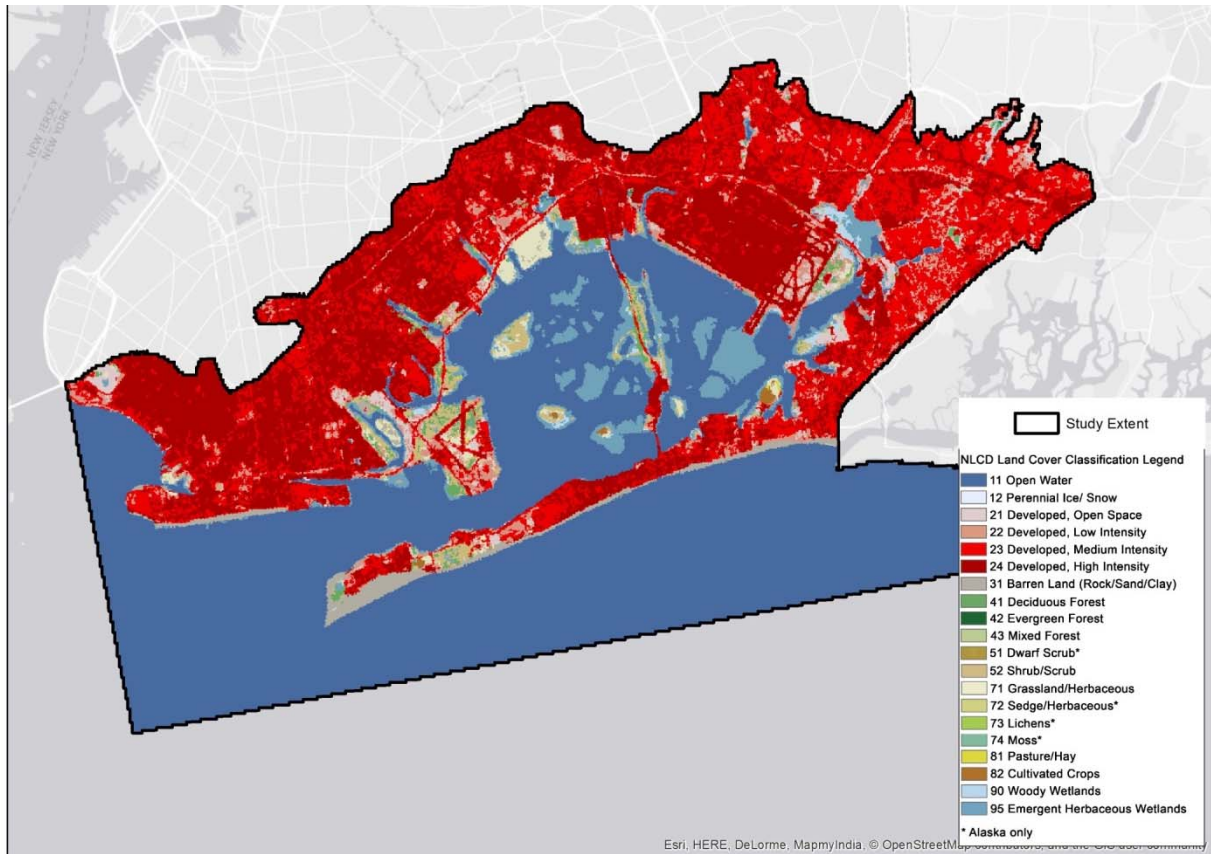 NEW JERSEY
NEW YORK
Study Extent
NLCD Land Cover Classification Legend
11 Open Water
12 Perennial Ice/ Snow
21 Developed, Open Space
22 Developed, Low Intensity
23 Developed, Medium Intensity
24 Developed, High Intensity
31 Barren Land (Rock/Sand/Clay)
41 Deciduous Forest
42 Evergreen Forest
43 Mixed Forest
51 Dwarf Scrub*
52 Shrub/Scrub
71 Grassland/Herbaceous
72 Sedge/Herbaceous*
73 Lichens*
74 Moss*
81 Pasture/Hay
82 Cultivated Crops
90 Woody Wetlands
95 Emergent Herbaceous Wetlands
* Alaska only
Esri, HERE, DeLorme, MapmyIndia, © OpenStreetMap contributors, and the GIS user community